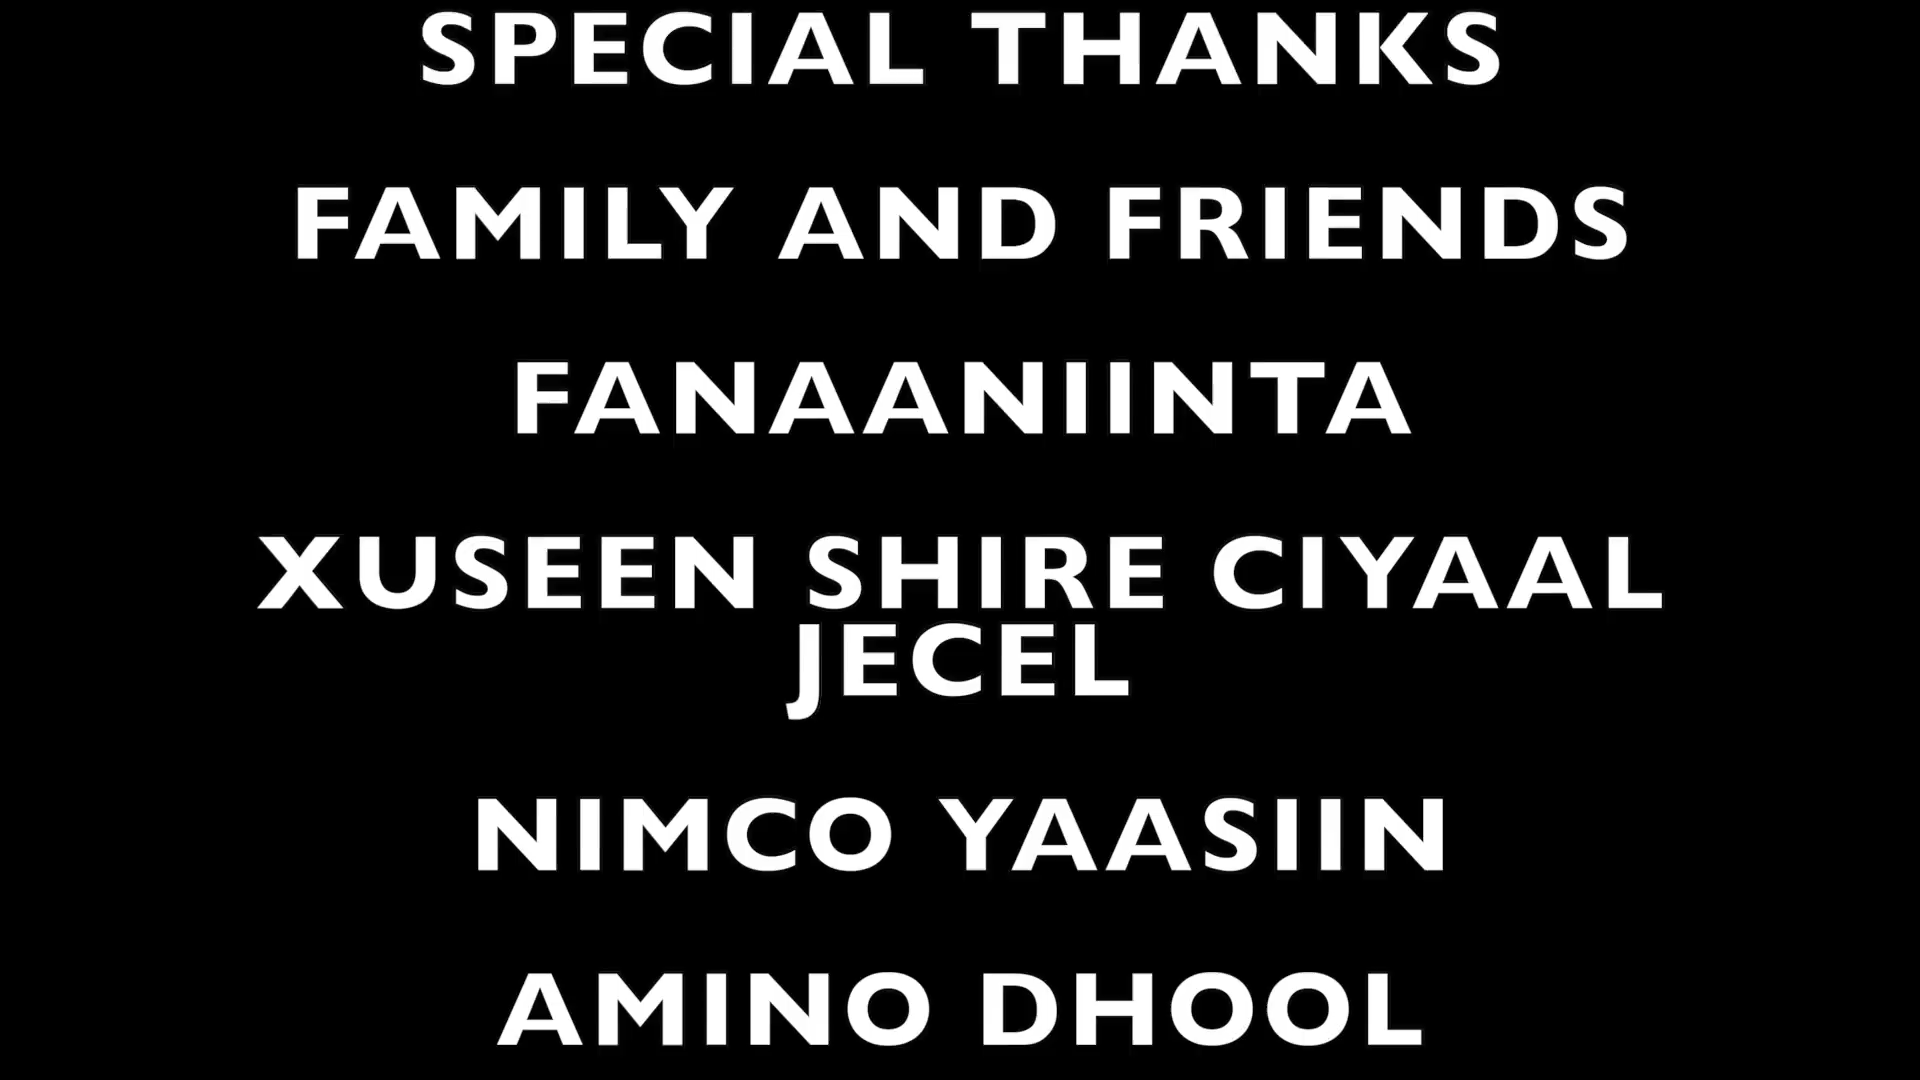 SPECIAL THANKS
FAMILY AND FRIENDS
FANAANIINTA
XUSEEN SHIRE CIYAAL
JECEL
NIMCO YAASIIN
AMINO DHOOL